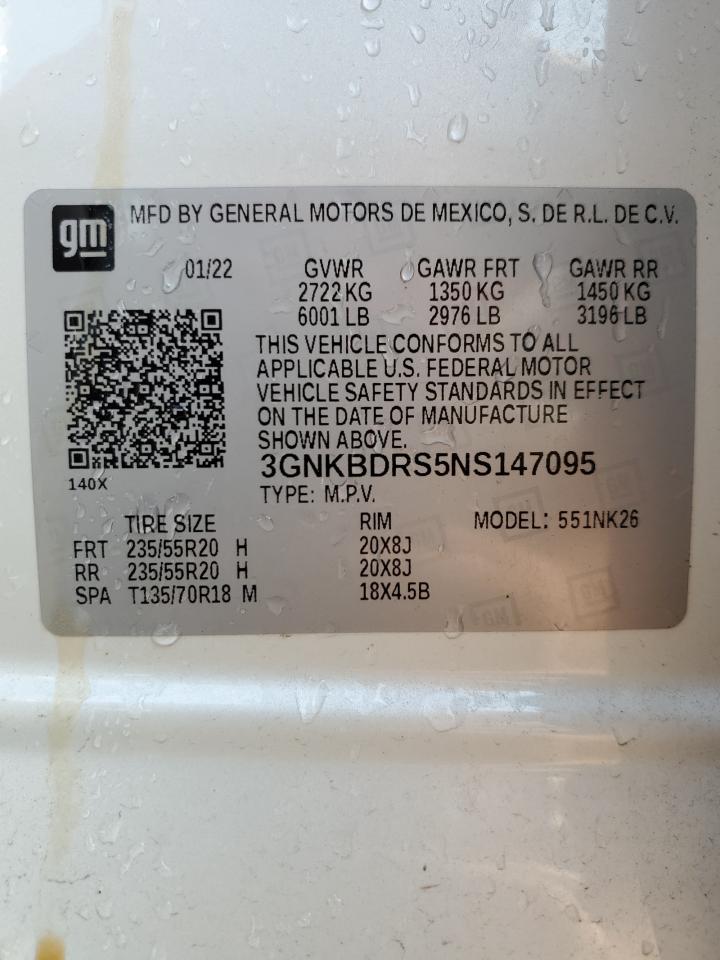 gm MFD BY GENERAL MOTORS DE MEXICO, S. DE R.L. DE C.V.
01/22 GVWR GAWR FRT GAWR RR
2722 KG 1350 KG 1450 KG
6001 LB 2976 LB 3196 LB
THIS VEHICLE CONFORMS TO ALL
APPLICABLE U.S. FEDERAL MOTOR
VEHICLE SAFETY STANDARDS IN EFFECT
ON THE DATE OF MANUFACTURE
SHOWN ABOVE.
3GNKBDRS5NS147095
140X
TYPE: M.P.V.
TIRE SIZE RIM MODEL: 551NK26
FRT 235/55R20 H 20X8J
RR 235/55R20 H 20X8J
SPA T135/70R18 M 18X4.5B